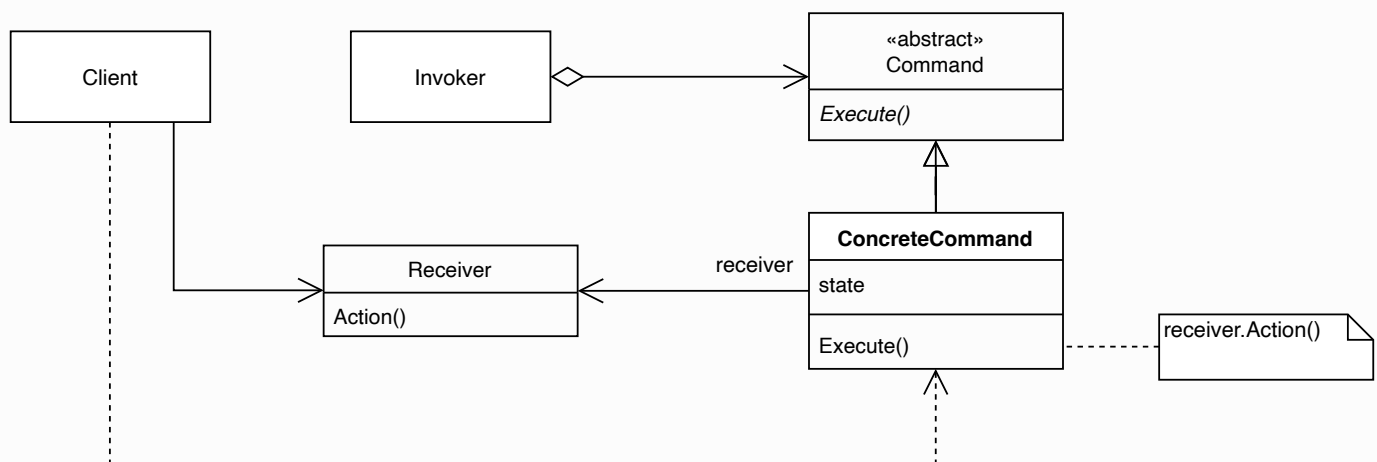 Client
Invoker
«abstract»
Command
Execute()
Receiver
Action()
receiver
ConcreteCommand
state
Execute()
receiver.Action()